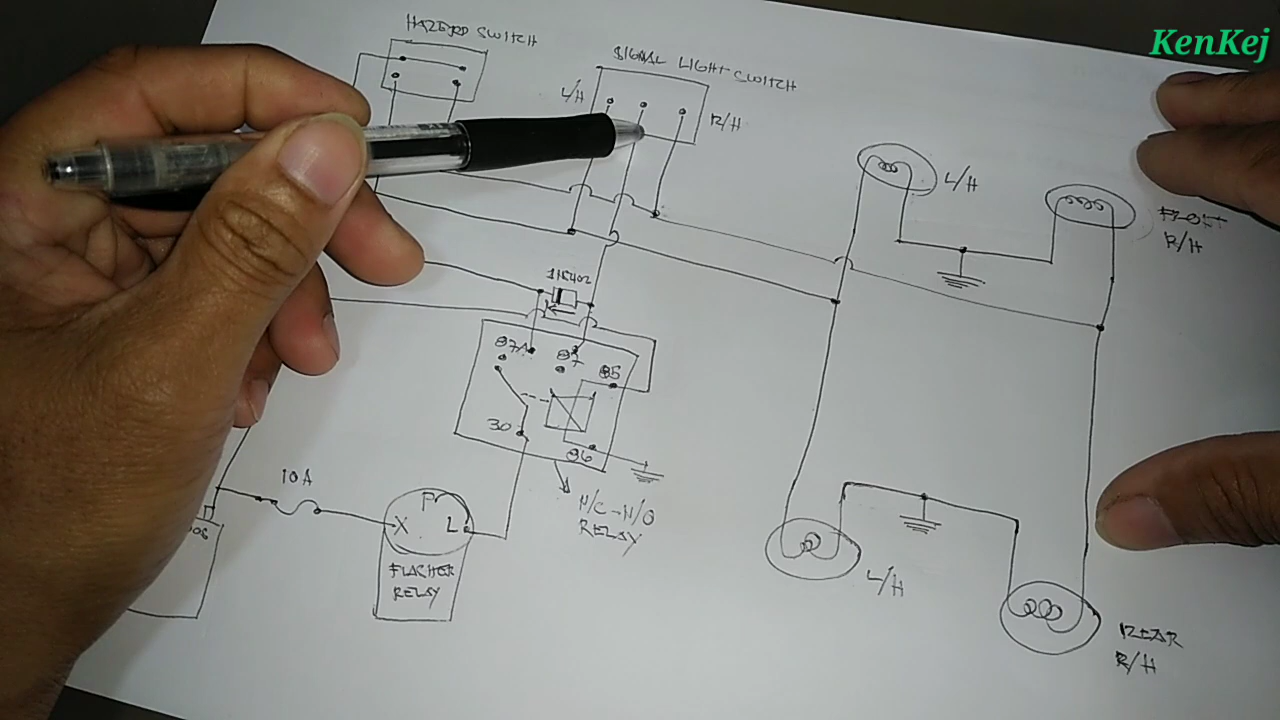 KenKej
HAZARD SWITCH
SIGNAL LIGHT SWITCH
L/H
R/H
L/H
FRONT
R/H
87A
87
85
30
86
10A
P
X
L
FLASHER
RELAY
N/C-N/O
RELAY
L/H
REAR
R/H